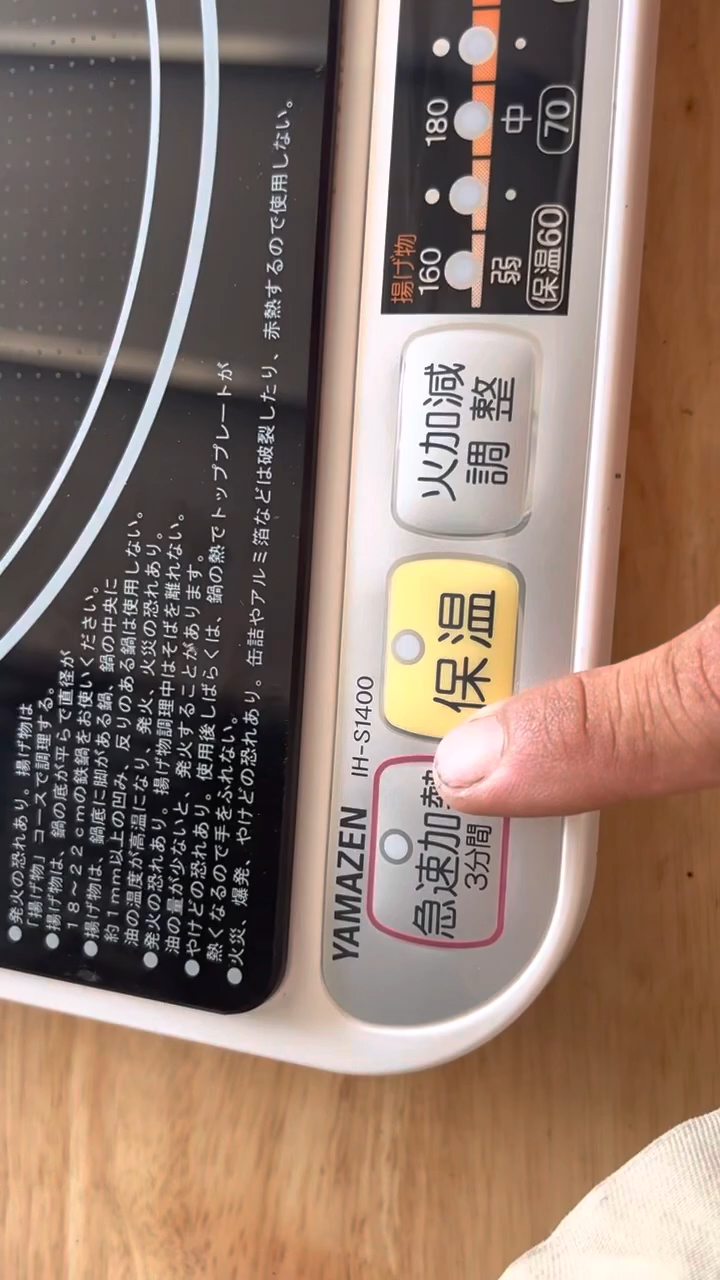 ●発火の恐れあり。揚げ物は
「揚げ物」コースで調理する。
●揚げ物は、鍋の底が平らで直径が
18～22cmの鉄鍋をお使いください。
●揚げ物は、鍋底に脚がある鍋、鍋の中央に
約1mm以上の凹み、反りのある鍋は使用しない。
油の温度が高温になり、発火、火災の恐れあり。
●発火の恐れあり。揚げ物調理中はそばを離れない。
油の量が少ないと、発火することがあります。
●やけどの恐れあり。使用後しばらくは、鍋の熱でトッププレートが
熱くなるので手をふれない。
●火災、爆発、やけどの恐れあり。缶詰やアルミ箔などは破裂したり、赤熱するので使用しない。
YAMAZEN IH-S1400
急速加熱
3分間
保温
火加減
調整
揚げ物
160 180
弱 中
保温60 70